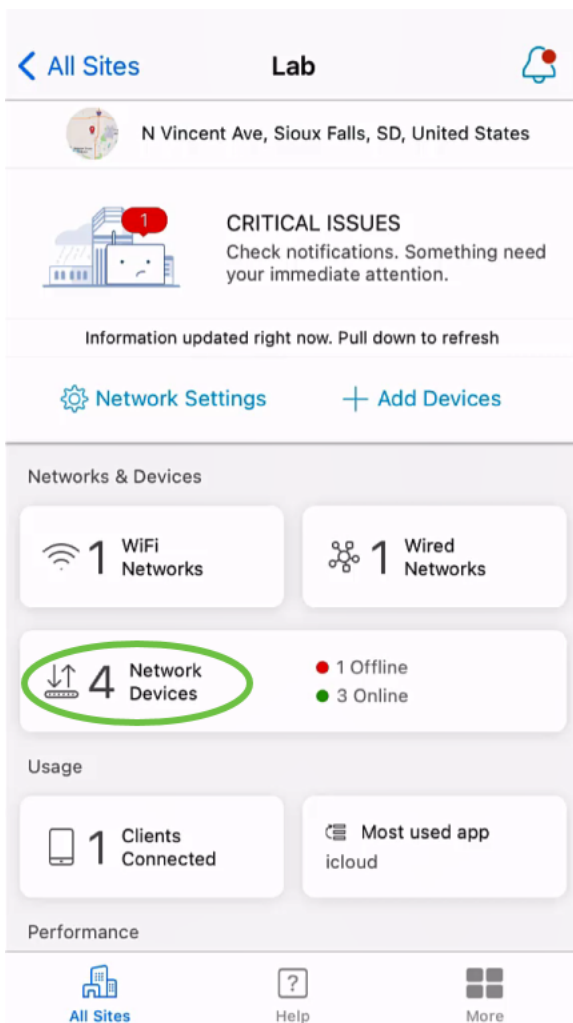 All Sites
Lab
N Vincent Ave, Sioux Falls, SD, United States
1
CRITICAL ISSUES
Check notifications. Something need
your immediate attention.
Information updated right now. Pull down to refresh
Network Settings
Add Devices
Networks & Devices
1 WiFi
Networks
1 Wired
Networks
4 Network
Devices
1 Offline
3 Online
Usage
1 Clients
Connected
Most used app
icloud
Performance
All Sites
?
Help
More